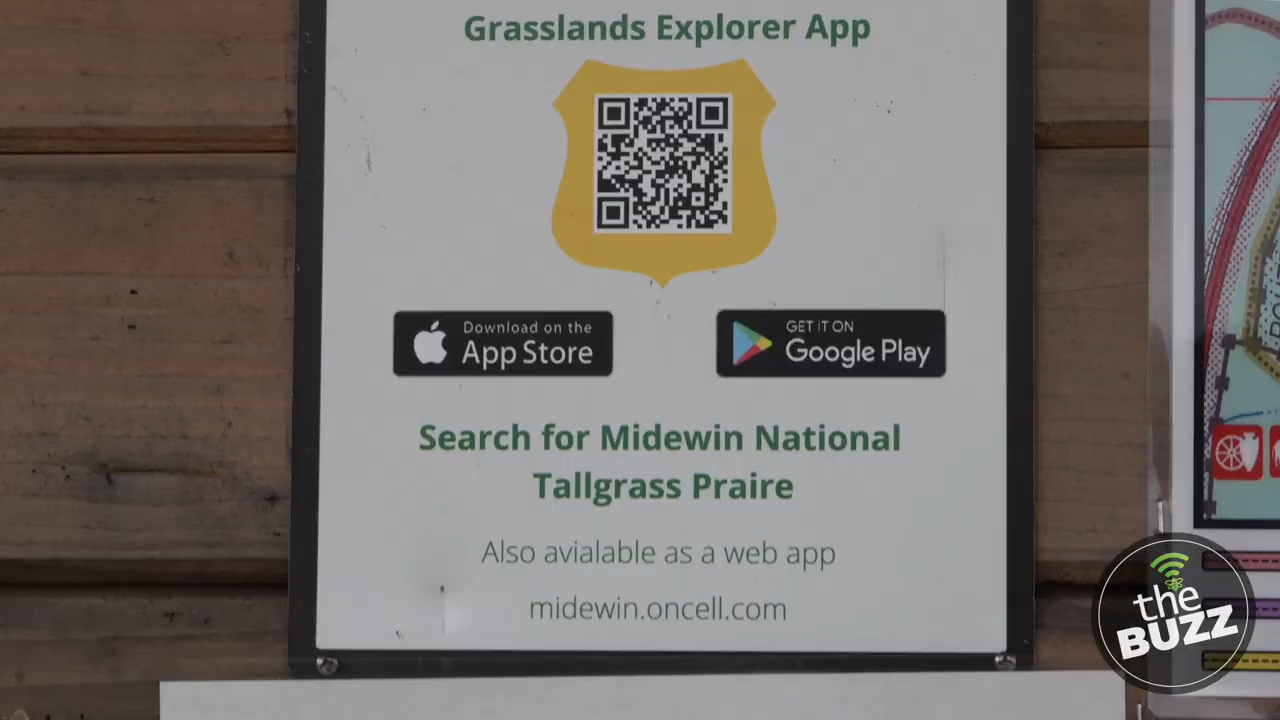 Grasslands Explorer App
Download on the
App Store
GET IT ON
Google Play
Search for Midewin National
Tallgrass Praire
Also avialable as a web app
midewin.oncell.com
the
BUZZ